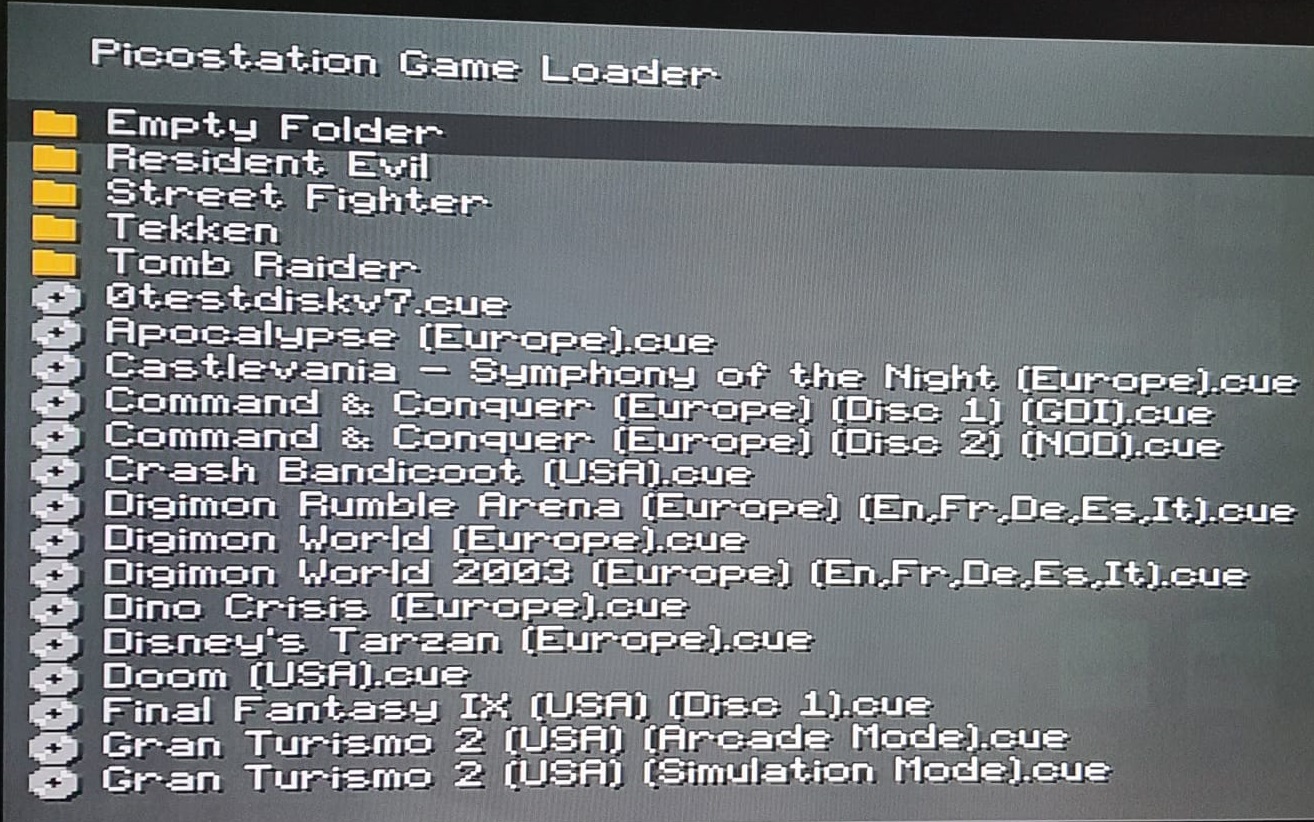 Picostation Game Loader
Empty Folder
Resident Evil
Street Fighter
Tekken
Tomb Raider
0testdiskv7.cue
Apocalypse (Europe).cue
Castlevania - Symphony of the Night (Europe).cue
Command & Conquer (Europe) (Disc 1) (GDI).cue
Command & Conquer (Europe) (Disc 2) (NOD).cue
Crash Bandicoot (USA).cue
Digimon Rumble Arena (Europe) (En,Fr,De,Es,It).cue
Digimon World (Europe).cue
Digimon World 2003 (Europe) (En,Fr,De,Es,It).cue
Dino Crisis (Europe).cue
Disney's Tarzan (Europe).cue
Doom (USA).cue
Final Fantasy IX (USA) (Disc 1).cue
Gran Turismo 2 (USA) (Arcade Mode).cue
Gran Turismo 2 (USA) (Simulation Mode).cue